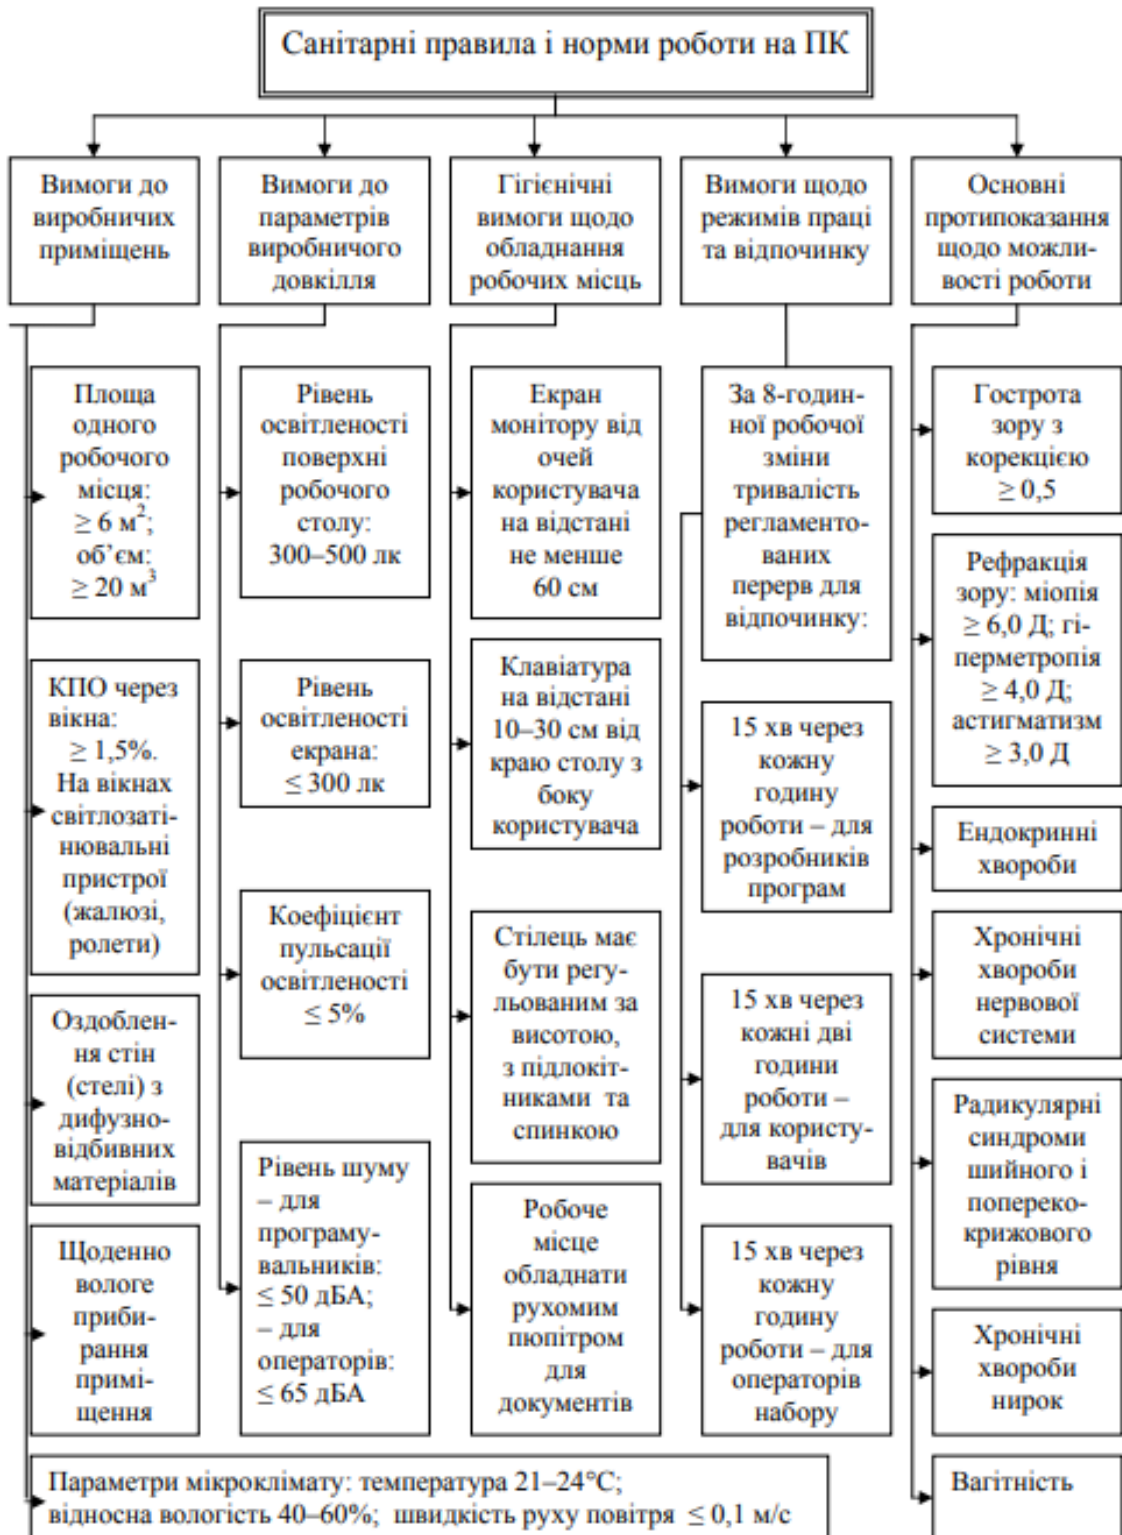 Санітарні правила і норми роботи на ПК
Вимоги до
виробничих
приміщень
Вимоги до
параметрів
виробничого
довкілля
Гігієнічні
вимоги щодо
обладнання
робочих місць
Вимоги щодо
режимів праці
та відпочинку
Основні
протипоказання
щодо можли-
вості роботи
Площа
одного
робочого
місця:
≥ 6 м²;
об’єм:
≥ 20 м³
КПО через
вікна:
≥ 1,5%.
На вікнах
світлозаті-
нювальні
пристрої
(жалюзі,
ролети)
Оздоблен-
ня стін
(стелі) з
дифузно-
відбивних
матеріалів
Щоденно
вологе
приби-
рання
примі-
щення
Параметри мікроклімату: температура 21–24°С;
відносна вологість 40–60%; швидкість руху повітря ≤ 0,1 м/с
Рівень
освітленості
поверхні
робочого
столу:
300–500 лк
Рівень
освітленості
екрана:
≤ 300 лк
Коефіцієнт
пульсації
освітленості
≤ 5%
Рівень шуму
– для
програму-
вальників:
≤ 50 дБА;
– для
операторів:
≤ 65 дБА
Екран
монітору від
очей
користувача
на відстані
не менше
60 см
Клавіатура
на відстані
10–30 см від
краю столу з
боку
користувача
Стілець має
бути регу-
льованим за
висотою,
з підлокіт-
никами та
спинкою
Робоче
місце
обладнати
рухомим
пюпітром
для
документів
За 8-годин-
ної робочої
зміни
тривалість
регламенто-
ваних
перерв для
відпочинку:
15 хв через
кожну
годину
роботи – для
розробників
програм
15 хв через
кожні дві
години
роботи –
для користу-
вачів
15 хв через
кожну
годину
роботи – для
операторів
набору
Гострота
зору з
корекцією
≥ 0,5
Рефракція
зору: міопія
≥ 6,0 Д; гі-
перметропія
≥ 4,0 Д;
астигматизм
≥ 3,0 Д
Ендокринні
хвороби
Хронічні
хвороби
нервової
системи
Радикулярні
синдроми
шийного і
попереко-
крижового
рівня
Хронічні
хвороби
нирок
Вагітність